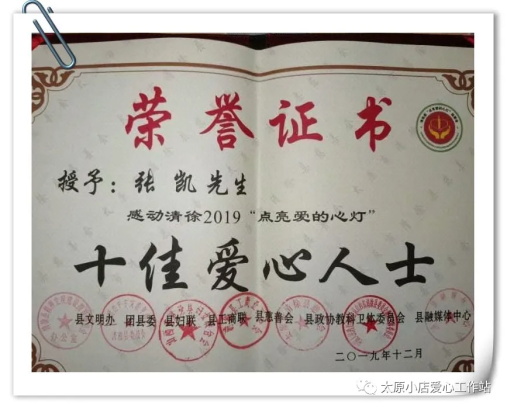 荣誉证书
授予：张凯先生
感动清徐2019“点亮爱的心灯”
十佳爱心人士
县文明办 团县委 县妇联 县工商联 县慈善会 县政协教科卫体委员会 县融媒体中心
二〇一九年十二月
太原小店爱心工作站